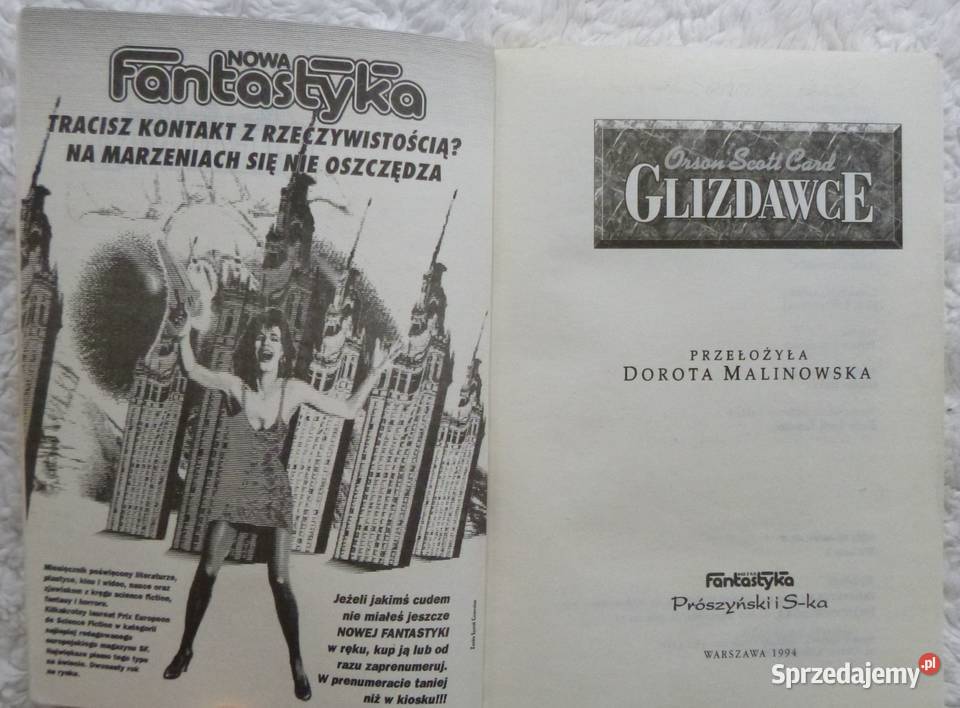 NOWA
Fantastyka
TRACISZ KONTAKT Z RZECZYWISTOŚCIĄ?
NA MARZENIACH SIĘ NIE OSZCZĘDZA
Miesięcznik poświęcony literaturze,
plastyce, kinu i wideo, nauce oraz
zjawiskom z kręgu science fiction,
fantasy i horroru.
Kilkakrotny laureat Prix Europeen
de Science Fiction w kategorii
najlepiej redagowanego
europejskiego magazynu SF.
Największe pismo tego typu
na świecie. Dwunasty rok
na rynku.
Jeżeli jakimś cudem
nie miałeś jeszcze
NOWEJ FANTASTYKI
w ręku, kup ją lub od
razu zaprenumeruj.
W prenumeracie taniej
niż w kiosku!!!
Orson Scott Card
GLIZDAWCE
PRZEŁOŻYŁA
DOROTA MALINOWSKA
NOWA
Fantastyka
Prószyński i S-ka
WARSZAWA 1994
Sprzedajemy.pl